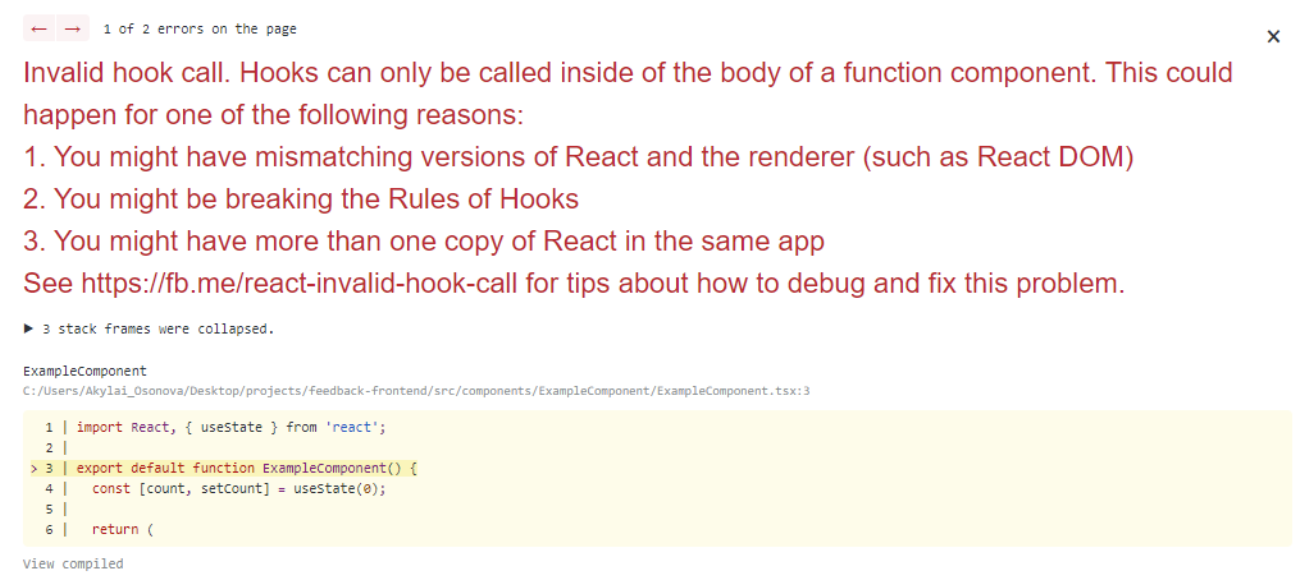 ← → 1 of 2 errors on the page
×
Invalid hook call. Hooks can only be called inside of the body of a function component. This could
happen for one of the following reasons:
1. You might have mismatching versions of React and the renderer (such as React DOM)
2. You might be breaking the Rules of Hooks
3. You might have more than one copy of React in the same app
See https://fb.me/react-invalid-hook-call for tips about how to debug and fix this problem.
▶ 3 stack frames were collapsed.
ExampleComponent
C:/Users/Akylai_Osonova/Desktop/projects/feedback-frontend/src/components/ExampleComponent/ExampleComponent.tsx:3
1 | import React, { useState } from 'react';
2 |
> 3 | export default function ExampleComponent() {
4 |   const [count, setCount] = useState(0);
5 |
6 |   return (
View compiled